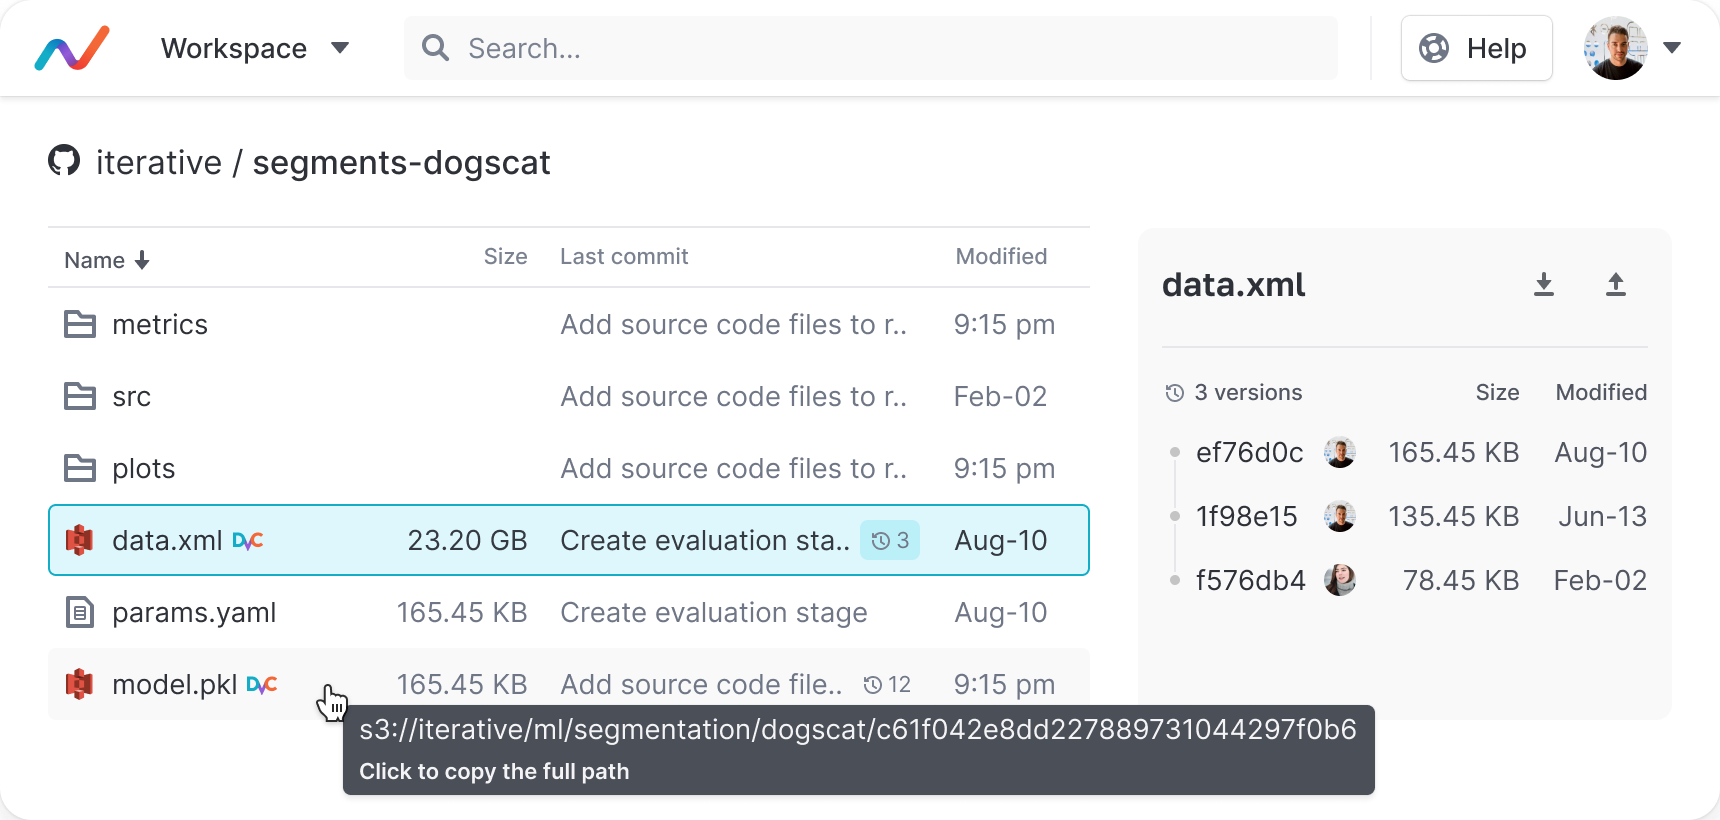 Workspace
Search...
Help
iterative / segments-dogscat
Name Size Last commit Modified
metrics Add source code files to r.. 9:15 pm
src Add source code files to r.. Feb-02
plots Add source code files to r.. 9:15 pm
data.xml DVC 23.20 GB Create evaluation sta.. 3 Aug-10
params.yaml 165.45 KB Create evaluation stage Aug-10
model.pkl DVC 165.45 KB Add source code file.. 12 9:15 pm
s3://iterative/ml/segmentation/dogscat/c61f042e8dd227889731044297f0b6
Click to copy the full path
data.xml
3 versions Size Modified
ef76d0c 165.45 KB Aug-10
1f98e15 135.45 KB Jun-13
f576db4 78.45 KB Feb-02